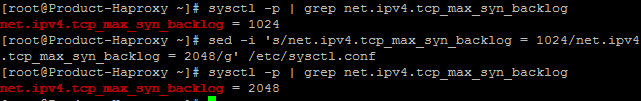 [root@Product-Haproxy ~]# sysctl -p | grep net.ipv4.tcp_max_syn_backlog
net.ipv4.tcp_max_syn_backlog = 1024
[root@Product-Haproxy ~]# sed -i 's/net.ipv4.tcp_max_syn_backlog = 1024/net.ipv4
.tcp_max_syn_backlog = 2048/g' /etc/sysctl.conf
[root@Product-Haproxy ~]# sysctl -p | grep net.ipv4.tcp_max_syn_backlog
net.ipv4.tcp_max_syn_backlog = 2048